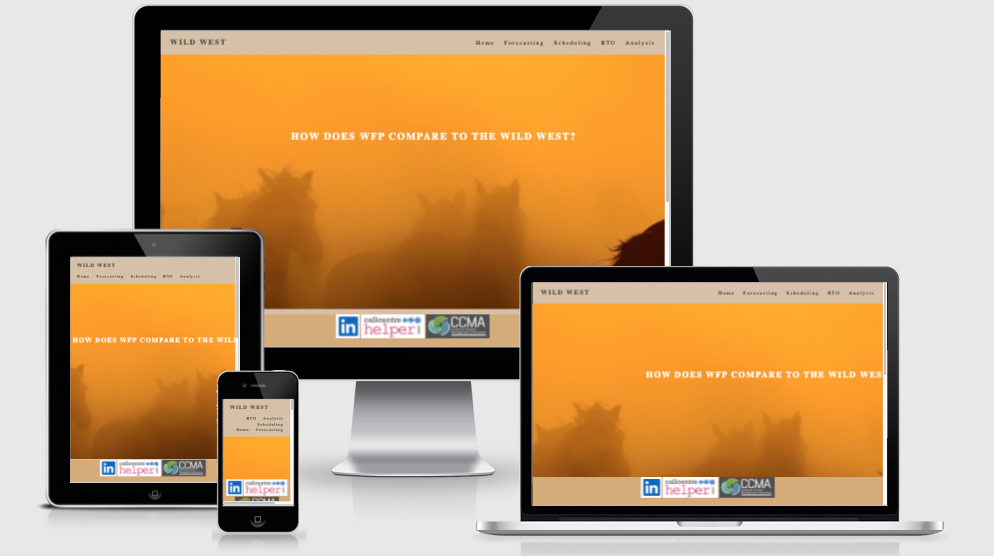 WILD WEST
Home Forecasting Scheduling RTO Analysis
HOW DOES WFP COMPARE TO THE WILD WEST?
in callcentre helper CCMA
WILD WEST
Home Forecasting Scheduling RTO Analysis
HOW DOES WFP COMPARE TO THE WILD
in callcentre helper CCMA
WILD WEST
RTO Analysis
Scheduling
Home Forecasting
in callcentre helper
WILD WEST
Home Forecasting Scheduling RTO Analysis
HOW DOES WFP COMPARE TO THE WILD WES
in callcentre helper CCMA